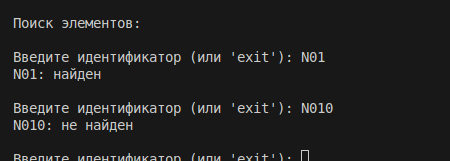 Поиск элементов:
Введите идентификатор (или 'exit'): N01
N01: найден
Введите идентификатор (или 'exit'): N010
N010: не найден
Введите идентификатор (или 'exit'):